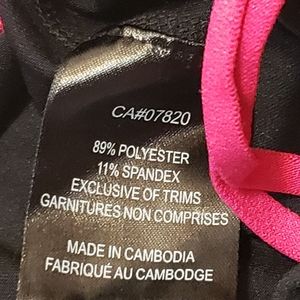 CA#07820
89% POLYESTER
11% SPANDEX
EXCLUSIVE OF TRIMS
GARNITURES NON COMPRISES
MADE IN CAMBODIA
FABRIQUÉ AU CAMBODGE